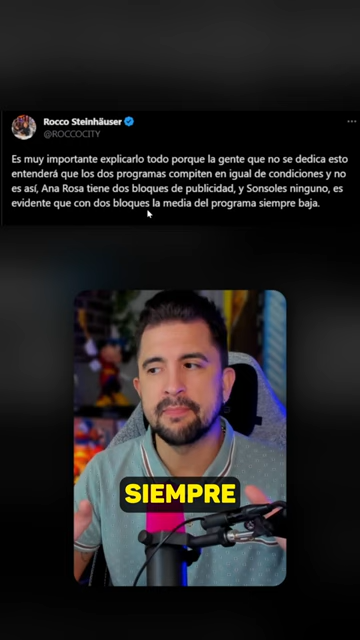 Rocco Steinhäuser
@ROCCOCITY
Es muy importante explicarlo todo porque la gente que no se dedica esto
entenderá que los dos programas compiten en igual de condiciones y no
es así, Ana Rosa tiene dos bloques de publicidad, y Sonsoles ninguno, es
evidente que con dos bloques la media del programa siempre baja.
SIEMPRE